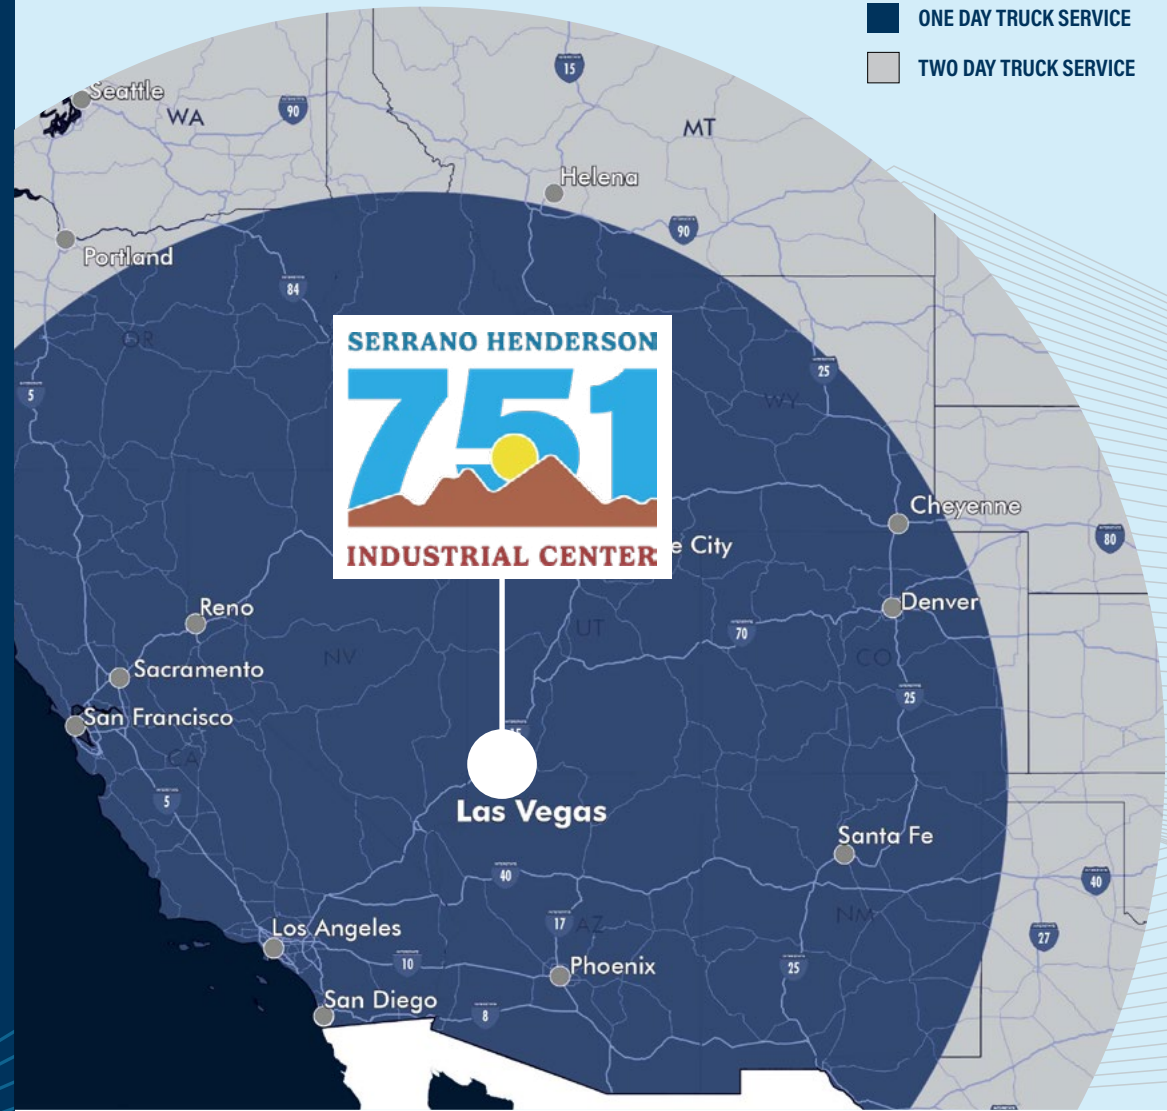 ONE DAY TRUCK SERVICE
TWO DAY TRUCK SERVICE
15
Seattle
WA
90
MT
Helena
90
Portland
84
OR
SERRANO HENDERSON
751
INDUSTRIAL CENTER
25
5
WY
Cheyenne
e City
80
Reno
Denver
UT
70
NV
CO
Sacramento
25
San Francisco
CA
5
Las Vegas
Santa Fe
40
40
Los Angeles
17
AZ
NM
27
10
Phoenix
25
San Diego
8